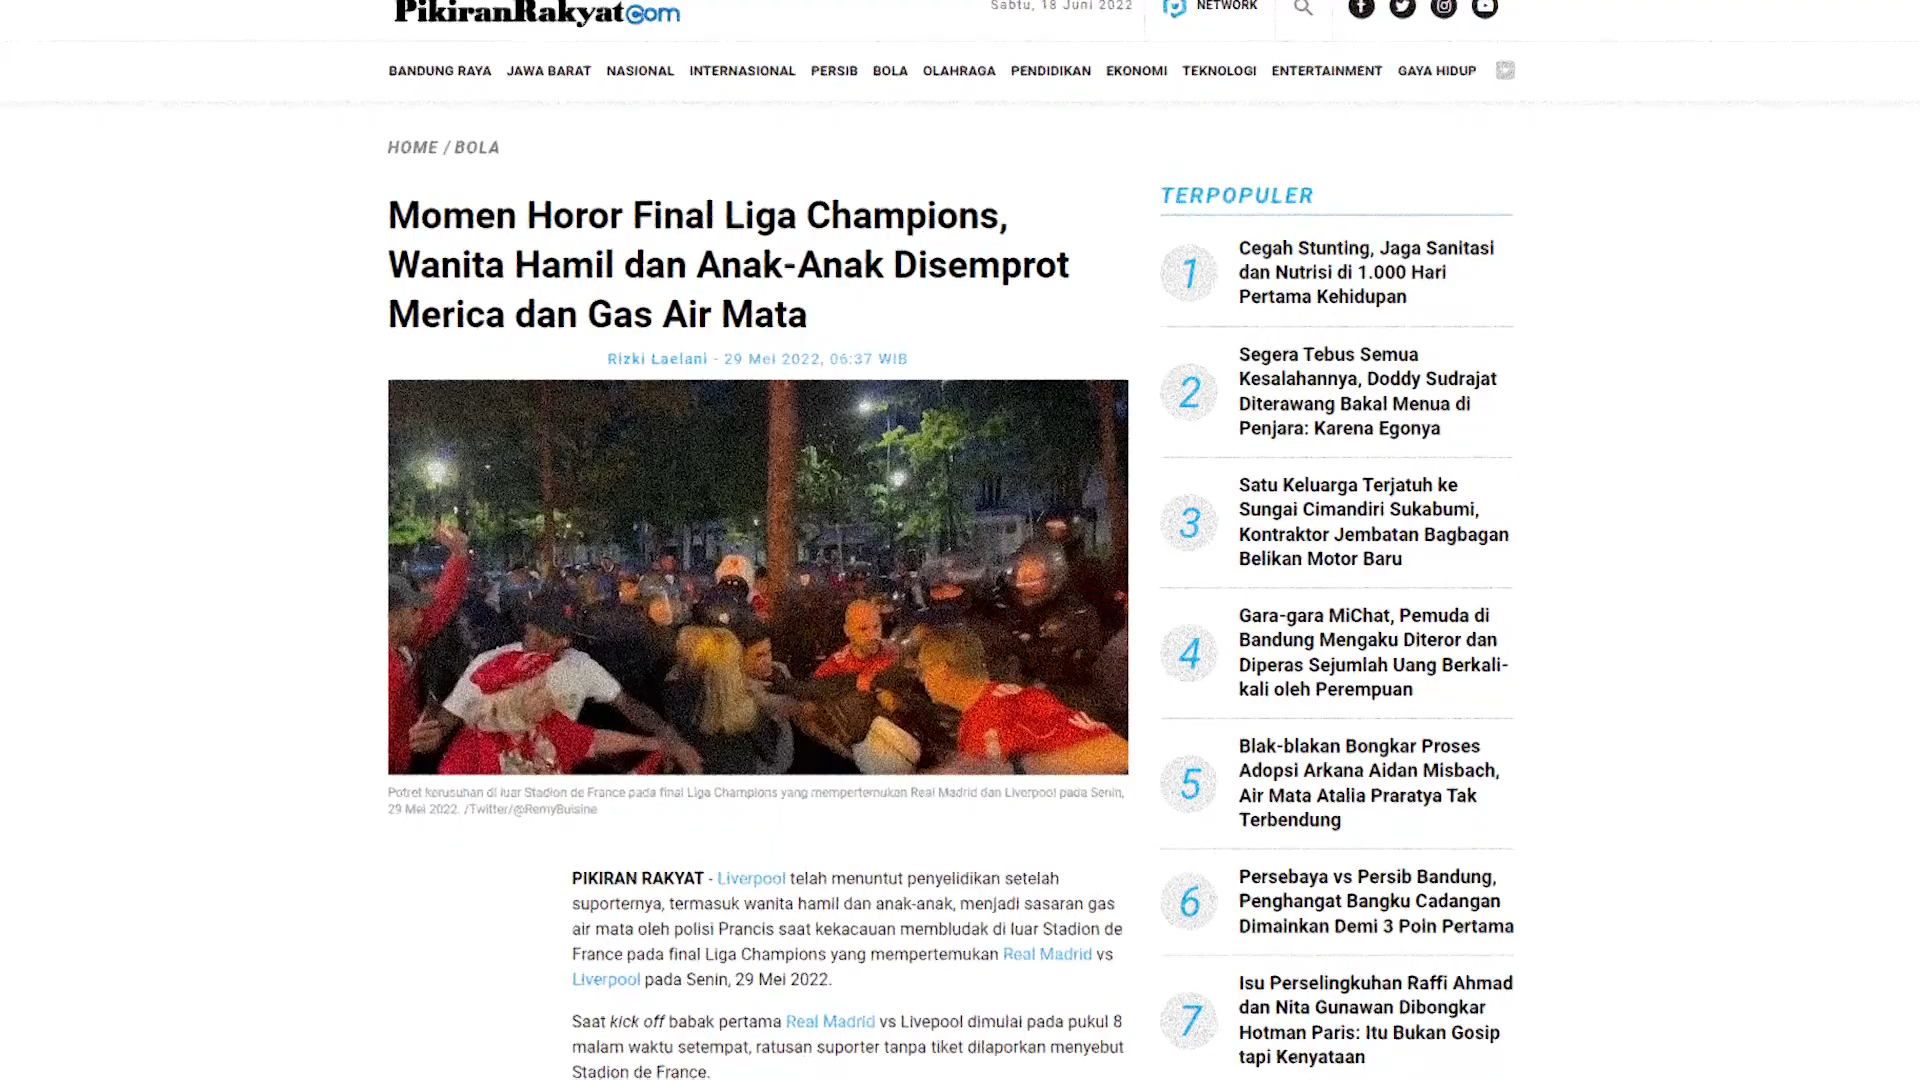 PikiranRakyat.com
Sabtu, 18 Juni 2022
NETWORK
BANDUNG RAYA JAWA BARAT NASIONAL INTERNASIONAL PERSIB BOLA OLAHRAGA PENDIDIKAN EKONOMI TEKNOLOGI ENTERTAINMENT GAYA HIDUP
HOME / BOLA
Momen Horor Final Liga Champions,
Wanita Hamil dan Anak-Anak Disemprot
Merica dan Gas Air Mata
Rizki Laelani - 29 Mei 2022, 06:37 WIB
Potret kerusuhan di luar Stadion de France pada final Liga Champions yang mempertemukan Real Madrid dan Liverpool pada Senin,
29 Mei 2022. /Twitter/@RemyBuisine
PIKIRAN RAKYAT - Liverpool telah menuntut penyelidikan setelah
suporternya, termasuk wanita hamil dan anak-anak, menjadi sasaran gas
air mata oleh polisi Prancis saat kekacauan membludak di luar Stadion de
France pada final Liga Champions yang mempertemukan Real Madrid vs
Liverpool pada Senin, 29 Mei 2022.
Saat kick off babak pertama Real Madrid vs Livepool dimulai pada pukul 8
malam waktu setempat, ratusan suporter tanpa tiket dilaporkan menyebut
Stadion de France.
TERPOPULER
1
Cegah Stunting, Jaga Sanitasi
dan Nutrisi di 1.000 Hari
Pertama Kehidupan
2
Segera Tebus Semua
Kesalahannya, Doddy Sudrajat
Diterawang Bakal Menua di
Penjara: Karena Egonya
3
Satu Keluarga Terjatuh ke
Sungai Cimandiri Sukabumi,
Kontraktor Jembatan Bagbagan
Belikan Motor Baru
4
Gara-gara MiChat, Pemuda di
Bandung Mengaku Diteror dan
Diperas Sejumlah Uang Berkali-
kali oleh Perempuan
5
Blak-blakan Bongkar Proses
Adopsi Arkana Aidan Misbach,
Air Mata Atalia Praratya Tak
Terbendung
6
Persebaya vs Persib Bandung,
Penghangat Bangku Cadangan
Dimainkan Demi 3 Poin Pertama
7
Isu Perselingkuhan Raffi Ahmad
dan Nita Gunawan Dibongkar
Hotman Paris: Itu Bukan Gosip
tapi Kenyataan